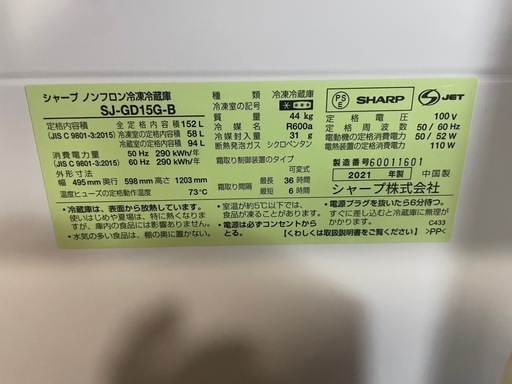 シャープ ノンフロン冷凍冷蔵庫
SJ-GD15G-B
定格内容積 全定格内容積 152 L
(JIS C 9801-3:2015) 冷凍室の定格内容積 58 L
冷蔵室の定格内容積 94 L
消費電力量 50 Hz 290 kWh/年
(JIS C 9801-3:2015) 60 Hz 290 kWh/年
外形寸法
幅 495 mm 奥行 598 mm 高さ 1203 mm
温度ヒューズの定格動作温度 73℃
種類 冷凍冷蔵庫
冷凍室の記号
質量 44 kg
冷媒 R600a
冷媒封入量 31 g
断熱発泡ガス シクロペンタン
霜取り制御装置のタイプ
可変式
霜取り間隔 最長 36 時間
最短 6 時間
PS
E
SHARP
S JET
定格電圧 100 V
定格周波数 50 / 60 Hz
電動機の定格消費電力 50 / 52 W
電熱装置の定格消費電力 110 W
製造番号 60011601
2021 年製 中国製
シャープ株式会社
•冷蔵庫は、表面から放熱しています。
使いはじめや夏場は、特に熱く感じますが、庫内の食品には影響ありません。
•水気の多い食品は、棚の奥に置かない。
•室温が約5℃以下では、
食品が凍ることがあります。
•電源は必ずコンセントから
とる。
•電源プラグを抜いたら6分待つ。
すぐに差し込むと冷蔵庫に無理が
かかります。
C433
【くわしくは取扱説明書をご覧ください】 >PP<